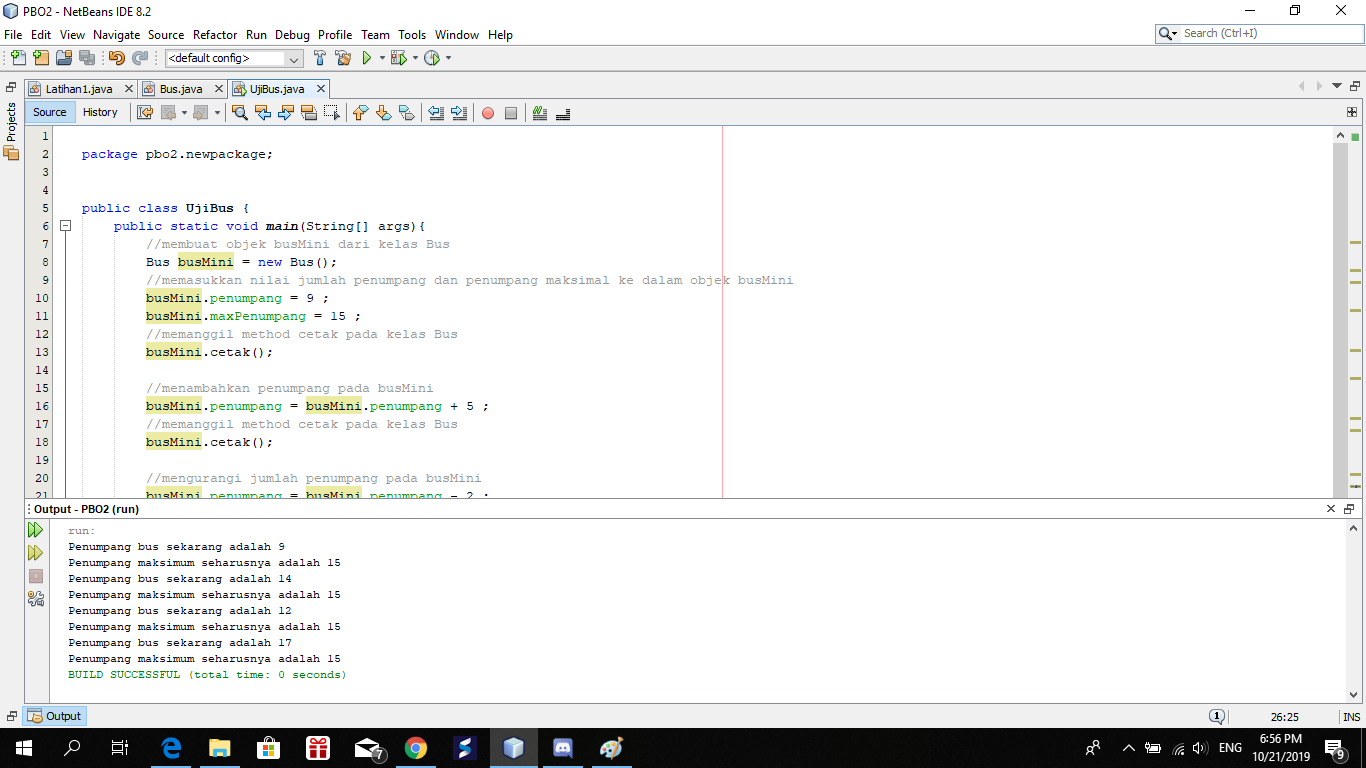 PBO2 - NetBeans IDE 8.2
File Edit View Navigate Source Refactor Run Debug Profile Team Tools Window Help
Search (Ctrl+I)
<default config>
Latihan1.java Bus.java UjiBus.java
Projects
Source History
1
2 package pbo2.newpackage;
3
4
5 public class UjiBus {
6 public static void main(String[] args){
7 //membuat objek busMini dari kelas Bus
8 Bus busMini = new Bus();
9 //memasukkan nilai jumlah penumpang dan penumpang maksimal ke dalam objek busMini
10 busMini.penumpang = 9 ;
11 busMini.maxPenumpang = 15 ;
12 //memanggil method cetak pada kelas Bus
13 busMini.cetak();
14
15 //menambahkan penumpang pada busMini
16 busMini.penumpang = busMini.penumpang + 5 ;
17 //memanggil method cetak pada kelas Bus
18 busMini.cetak();
19
20 //mengurangi jumlah penumpang pada busMini
21 busMini.penumpang = busMini.penumpang - 2 ;
Output - PBO2 (run)
run:
Penumpang bus sekarang adalah 9
Penumpang maksimum seharusnya adalah 15
Penumpang bus sekarang adalah 14
Penumpang maksimum seharusnya adalah 15
Penumpang bus sekarang adalah 12
Penumpang maksimum seharusnya adalah 15
Penumpang bus sekarang adalah 17
Penumpang maksimum seharusnya adalah 15
BUILD SUCCESSFUL (total time: 0 seconds)
Output
1
26:25 INS
7
ENG
6:56 PM
10/21/2019
9